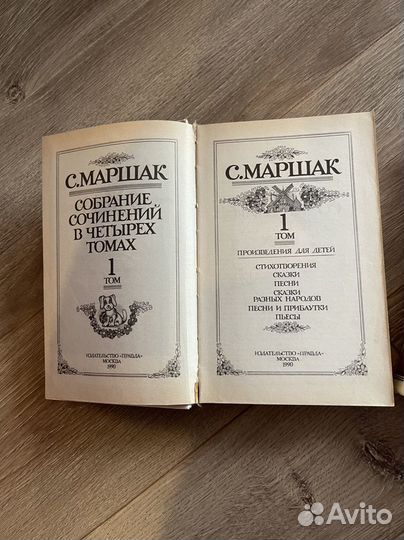 С.МАРШАК
СОБРАНИЕ
СОЧИНЕНИЙ
В ЧЕТЫРЕХ
ТОМАХ
1
ТОМ
ИЗДАТЕЛЬСТВО «ПРАВДА»
МОСКВА
1990
С.МАРШАК
1
ТОМ
ПРОИЗВЕДЕНИЯ ДЛЯ ДЕТЕЙ
СТИХОТВОРЕНИЯ
СКАЗКИ
ПЕСНИ
СКАЗКИ
РАЗНЫХ НАРОДОВ
ПЕСНИ И ПРИБАУТКИ
ПЬЕСЫ
ИЗДАТЕЛЬСТВО «ПРАВДА»
МОСКВА
1990
Avito